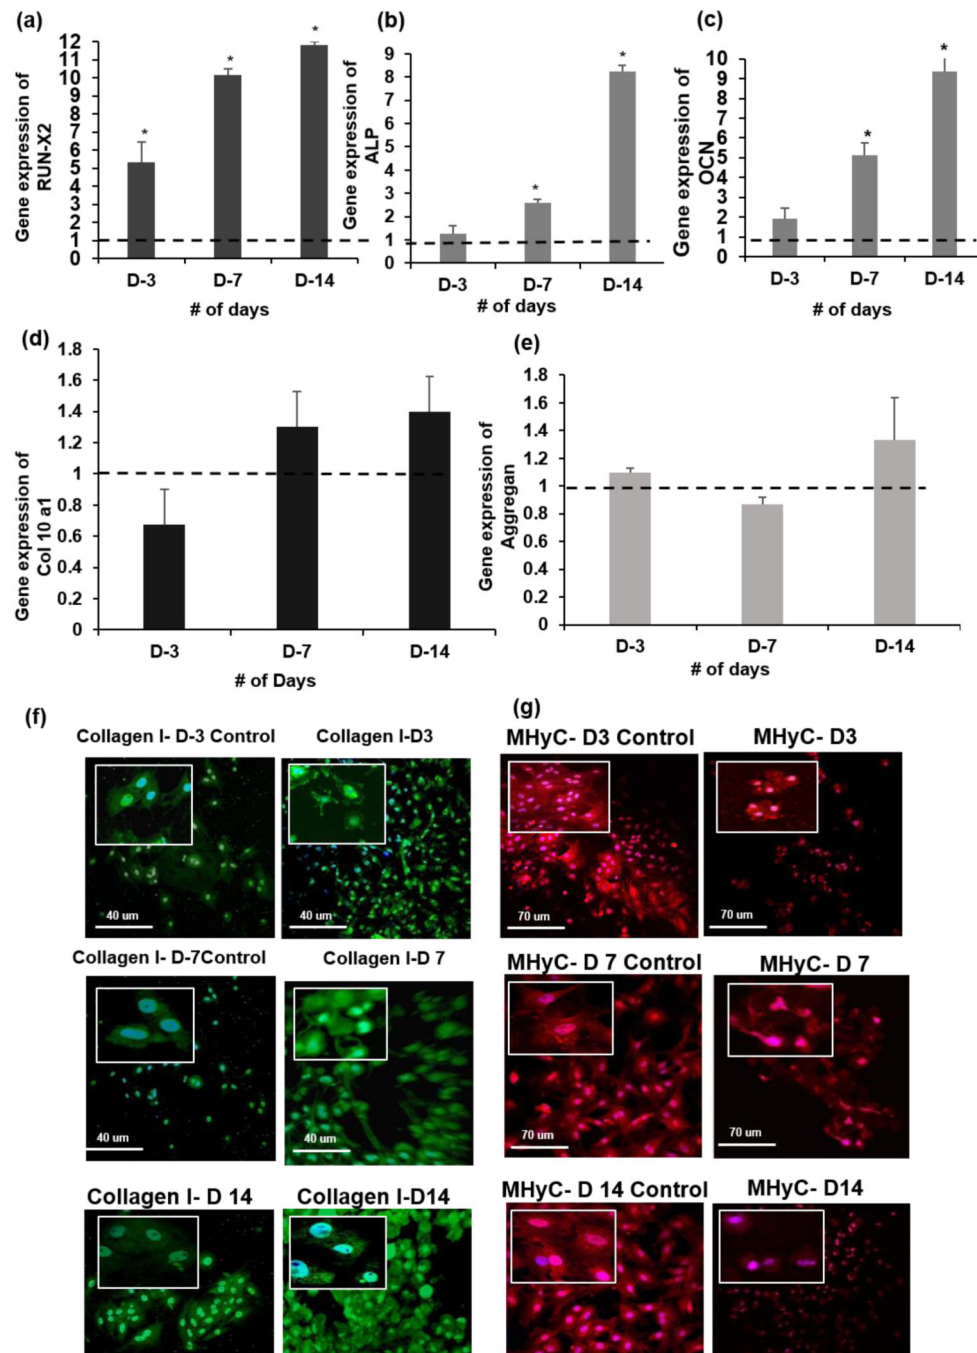 (a)
Gene expression of
RUN-X2
12
11
10
9
8
7
6
5
4
3
2
1
0
*
*
*
D-3 D-7 D-14
# of days
(b)
Gene expression of
ALP
9
8
7
6
5
4
3
2
1
0
*
*
D-3 D-7 D-14
# of days
(c)
Gene expression of
OCN
10
9
8
7
6
5
4
3
2
1
0
*
*
D-3 D-7 D-14
# of days
(d)
Gene expression of
Col 10 a1
1.8
1.6
1.4
1.2
1
0.8
0.6
0.4
0.2
0
D-3 D-7 D-14
# of Days
(e)
Gene expression of
Aggregan
1.8
1.6
1.4
1.2
1
0.8
0.6
0.4
0.2
0
D-3 D-7 D-14
# of days
(f)
Collagen I- D-3 Control
40 um
Collagen I-D3
40 um
Collagen I- D-7Control
40 um
Collagen I-D 7
40 um
Collagen I- D 14
Collagen I-D14
(g)
MHyC- D3 Control
70 um
MHyC- D3
70 um
MHyC- D 7 Control
70 um
MHyC- D 7
70 um
MHyC- D 14 Control
MHyC- D14